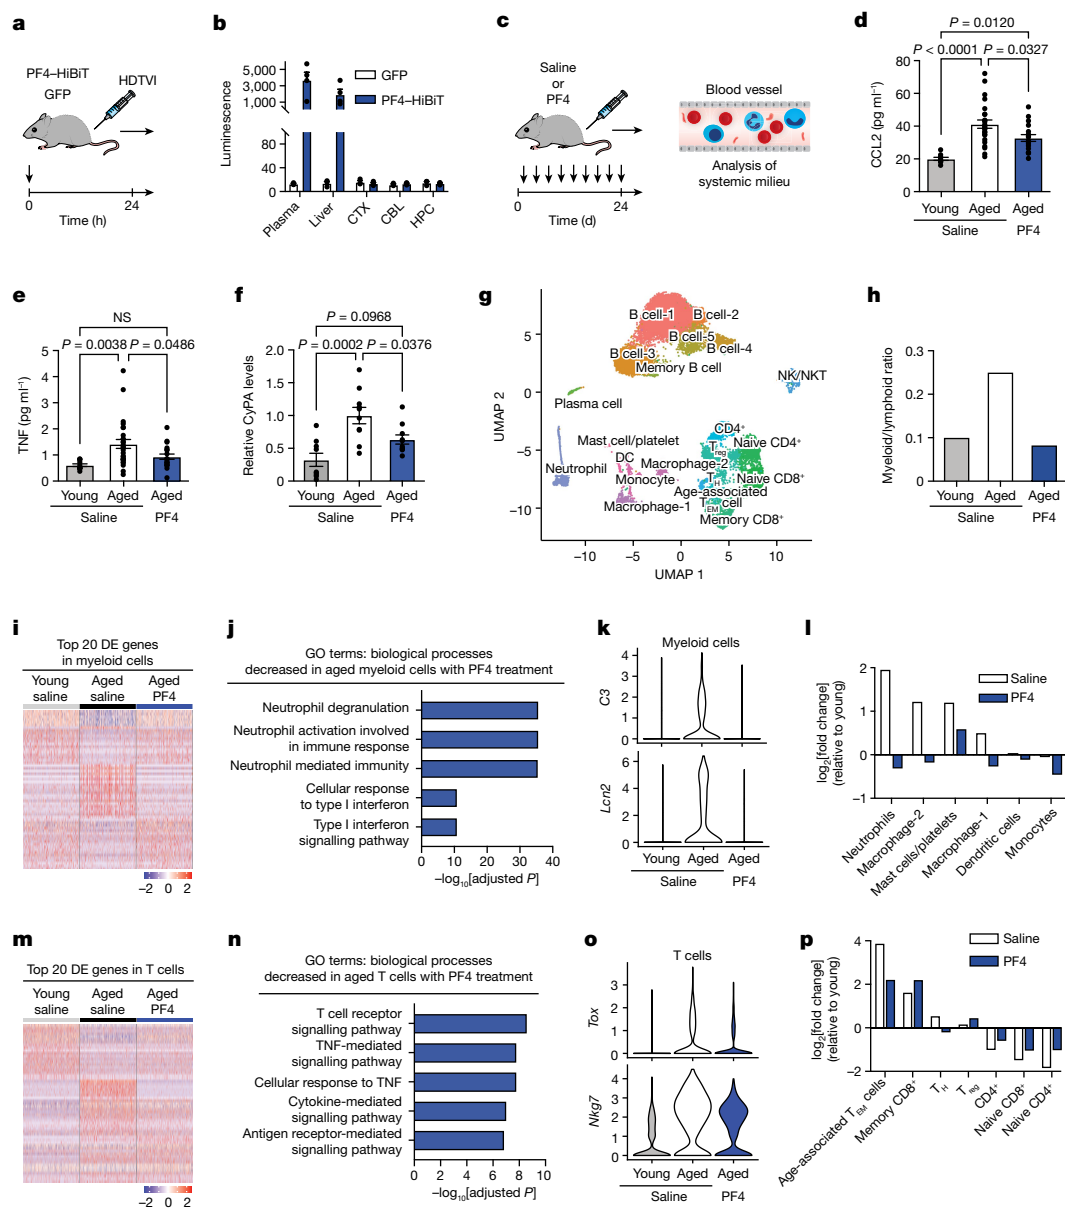 a
PF4–HiBiT
GFP
HDTVI
0
24
Time (h)
b
GFP
PF4–HiBiT
Luminescence
5,000
3,000
1,000
80
40
0
Plasma
Liver
CTX
CBL
HPC
c
Saline
or
PF4
0
24
Time (d)
Blood vessel
Analysis of
systemic milieu
d
P = 0.0120
P < 0.0001
P = 0.0327
CCL2 (pg ml⁻¹)
80
60
40
20
0
Young
Aged
Aged
Saline
PF4
e
NS
P = 0.0038
P = 0.0486
TNF (pg ml⁻¹)
5
4
3
2
1
0
Young
Aged
Aged
Saline
PF4
f
P = 0.0968
P = 0.0002
P = 0.0376
Relative CyPA levels
2.0
1.5
1.0
0.5
0
Young
Aged
Aged
Saline
PF4
g
B cell-1
B cell-2
B cell-5
B cell-4
B cell-3
Memory B cell
NK/NKT
Plasma cell
CD4⁺
Mast cell/platelet
Treg
Naive CD4⁺
DC
Macrophage-2
Neutrophil
Monocyte
TH
Naive CD8⁺
Age-associated
Macrophage-1
TEM cell
Memory CD8⁺
UMAP 2
5
0
−5
−10
−10
−5
0
5
10
UMAP 1
h
Myeloid/lymphoid ratio
0.3
0.2
0.1
0
Young
Aged
Aged
Saline
PF4
i
Top 20 DE genes
in myeloid cells
Young
saline
Aged
saline
Aged
PF4
−2 0 2
j
GO terms: biological processes
decreased in aged myeloid cells with PF4 treatment
Neutrophil degranulation
Neutrophil activation involved
in immune response
Neutrophil mediated immunity
Cellular response
to type I interferon
Type I interferon
signalling pathway
0
10
20
30
40
−log₁₀[adjusted P]
k
Myeloid cells
C3
4
3
2
1
0
Lcn2
6
4
2
0
Young
Aged
Aged
Saline
PF4
l
Saline
PF4
log₂[fold change]
(relative to young)
2
1
0
−1
Neutrophils
Macrophage-2
Mast cells/platelets
Macrophage-1
Dendritic cells
Monocytes
m
Top 20 DE genes in T cells
Young
saline
Aged
saline
Aged
PF4
−2 0 2
n
GO terms: biological processes
decreased in aged T cells with PF4 treatment
T cell receptor
signalling pathway
TNF-mediated
signalling pathway
Cellular response to TNF
Cytokine-mediated
signalling pathway
Antigen receptor-mediated
signalling pathway
0
2
4
6
8
10
−log₁₀[adjusted P]
o
T cells
Tox
3
2
1
0
Nkg7
4
3
2
1
0
Young
Aged
Aged
Saline
PF4
p
Saline
PF4
log₂[fold change]
(relative to young)
4
2
0
−2
Age-associated TEM cells
Memory CD8⁺
TH
Treg
CD4⁺
Naive CD8⁺
Naive CD4⁺